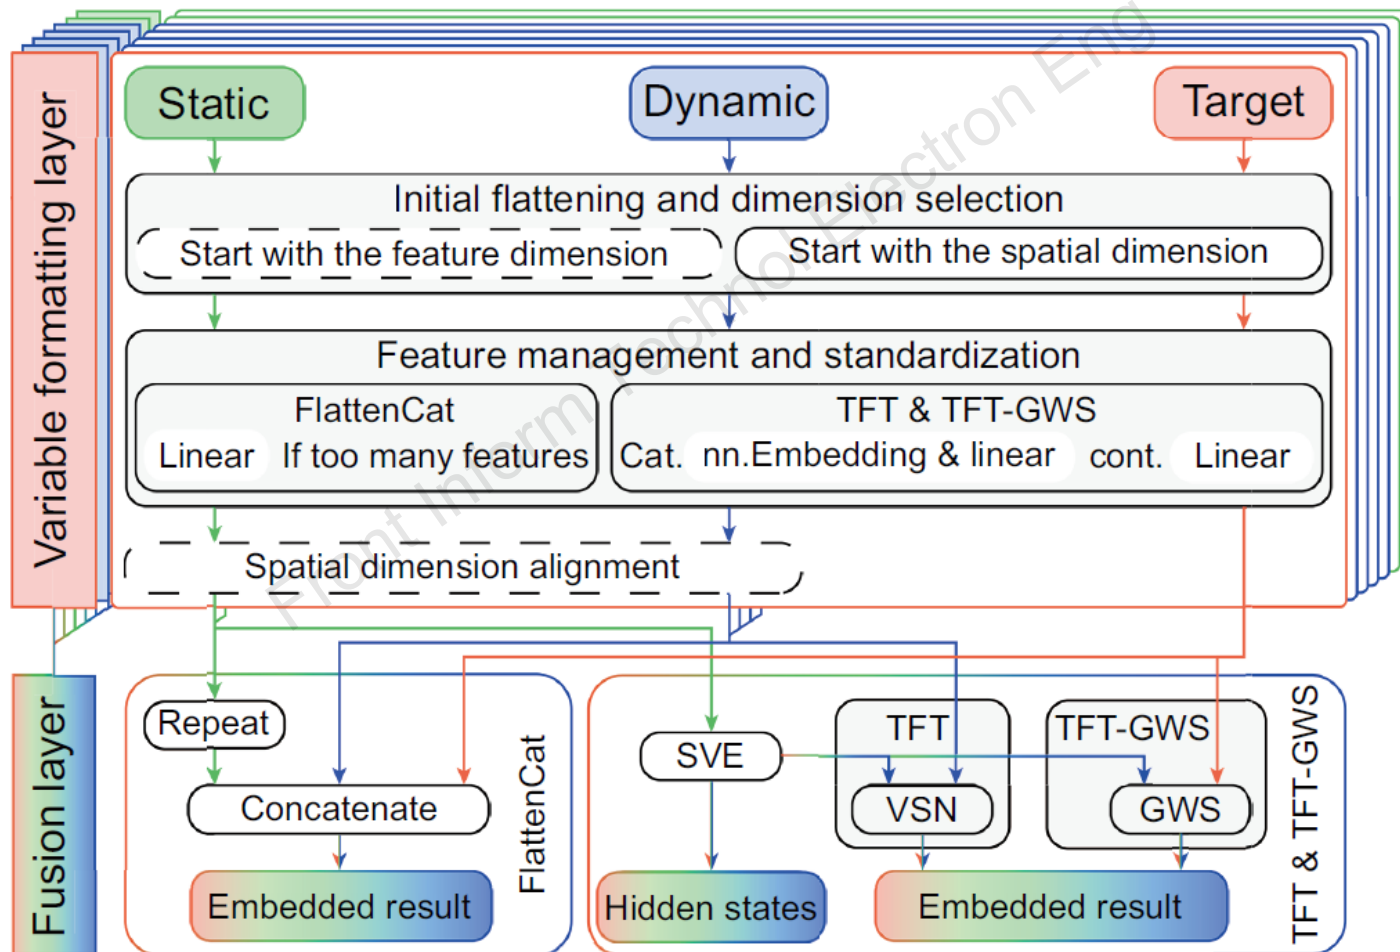 Variable formatting layer
Static
Dynamic
Target
Initial flattening and dimension selection
Start with the feature dimension
Start with the spatial dimension
Feature management and standardization
FlattenCat
Linear If too many features
TFT & TFT-GWS
Cat. nn.Embedding & linear cont. Linear
Spatial dimension alignment
Fusion layer
Repeat
Concatenate
Embedded result
FlattenCat
SVE
Hidden states
TFT
VSN
TFT-GWS
GWS
Embedded result
TFT & TFT-GWS
Front Inform Technol Electron Eng